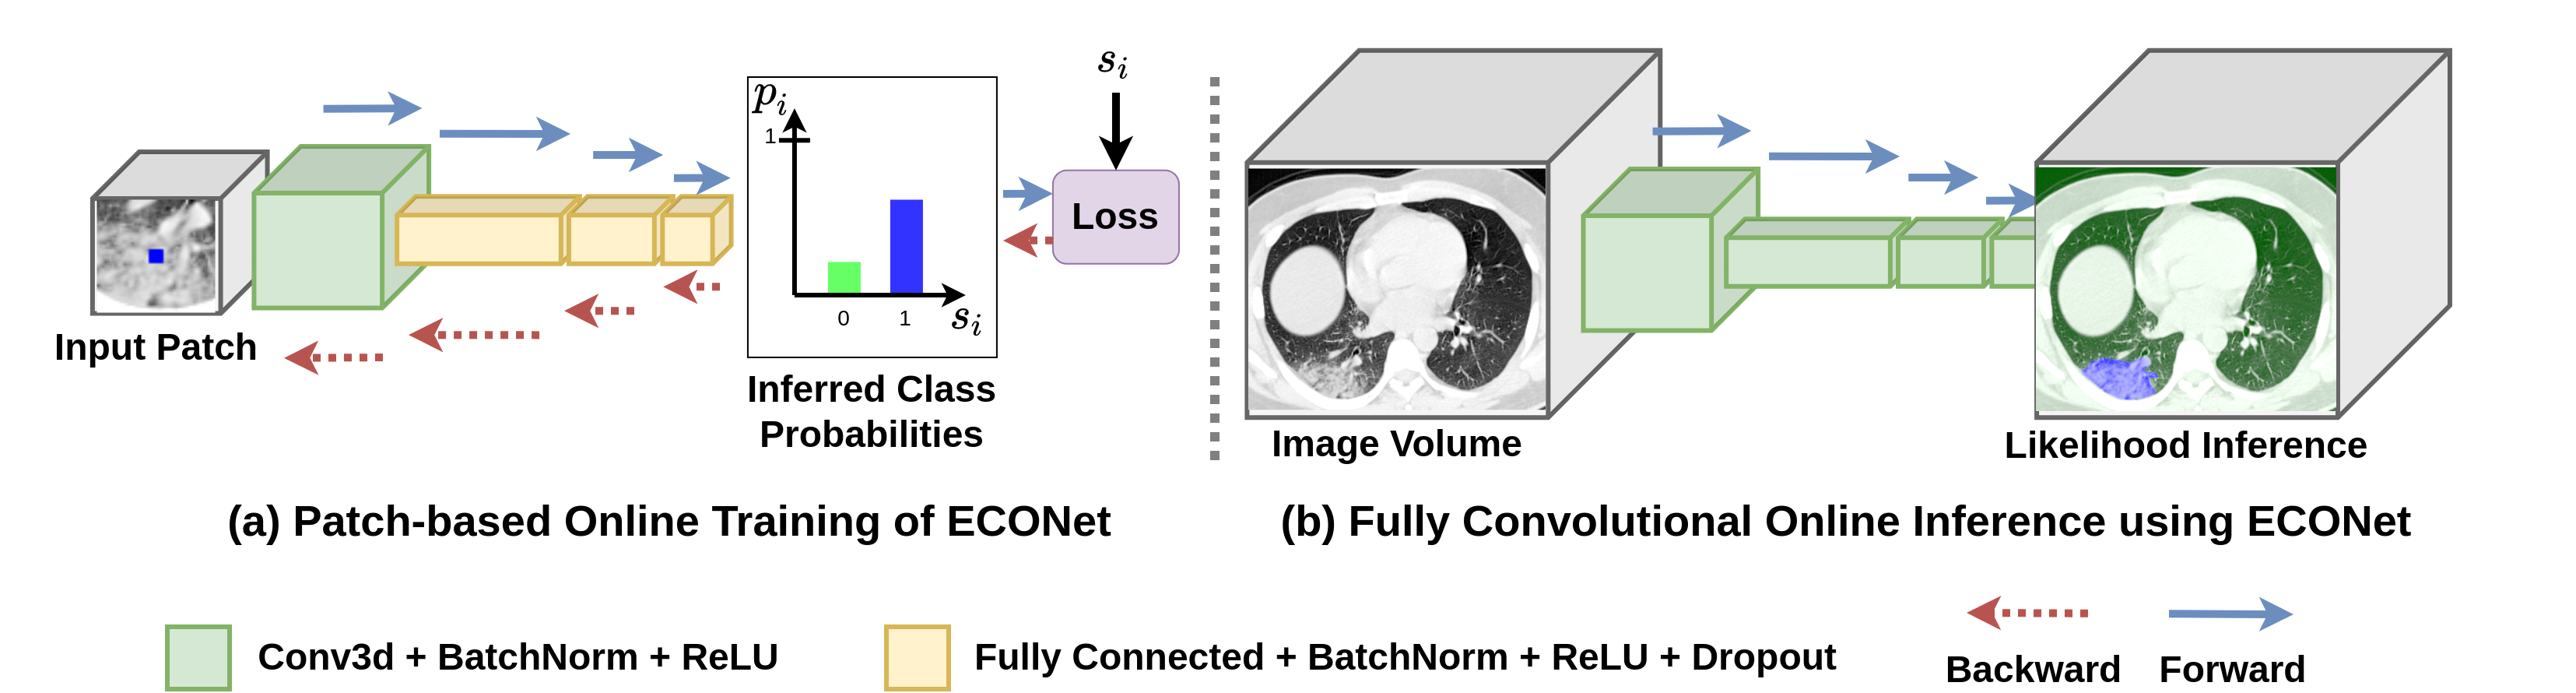 Input Patch
p_i
1
0
1
s_i
Inferred Class
Probabilities
s_i
Loss
(a) Patch-based Online Training of ECONet
Image Volume
Likelihood Inference
(b) Fully Convolutional Online Inference using ECONet
Conv3d + BatchNorm + ReLU
Fully Connected + BatchNorm + ReLU + Dropout
Backward
Forward